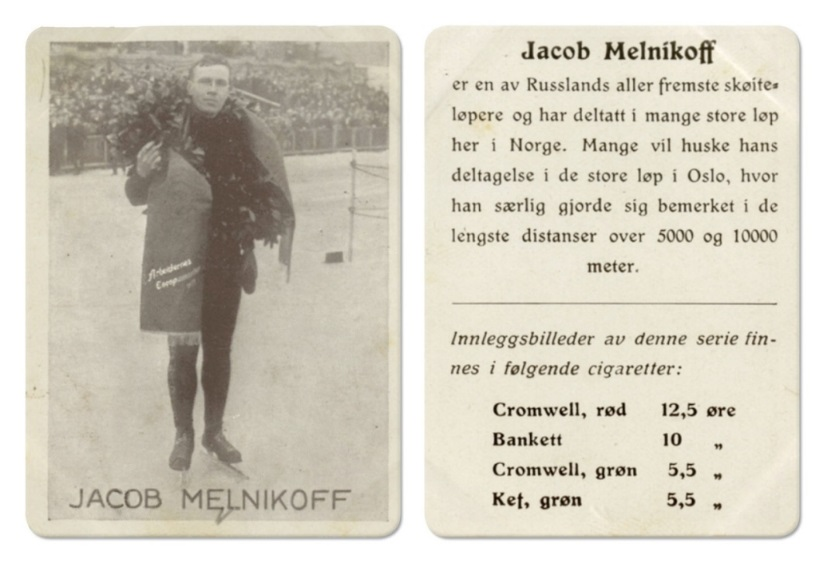 Arbeidernes
JACOB MELNIKOFF
Jacob Melnikoff
er en av Russlands aller fremste skøite-
løpere og har deltatt i mange store løp
her i Norge. Mange vil huske hans
deltagelse i de store løp i Oslo, hvor
han særlig gjorde sig bemerket i de
lengste distanser over 5000 og 10000
meter.
Innleggsbilleder av denne serie fin-
nes i følgende cigaretter:
Cromwell, rød 12,5 øre
Bankett 10 „
Cromwell, grøn 5,5 „
Kef, grøn 5,5 „